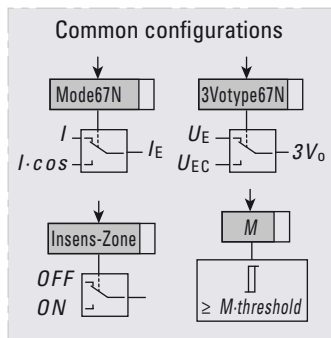 Common configurations
Mode67N
3Votype67N
I
I·cos
IE
UE
UEC
3Vo
Insens-Zone
M
OFF
ON
≥ M·threshold